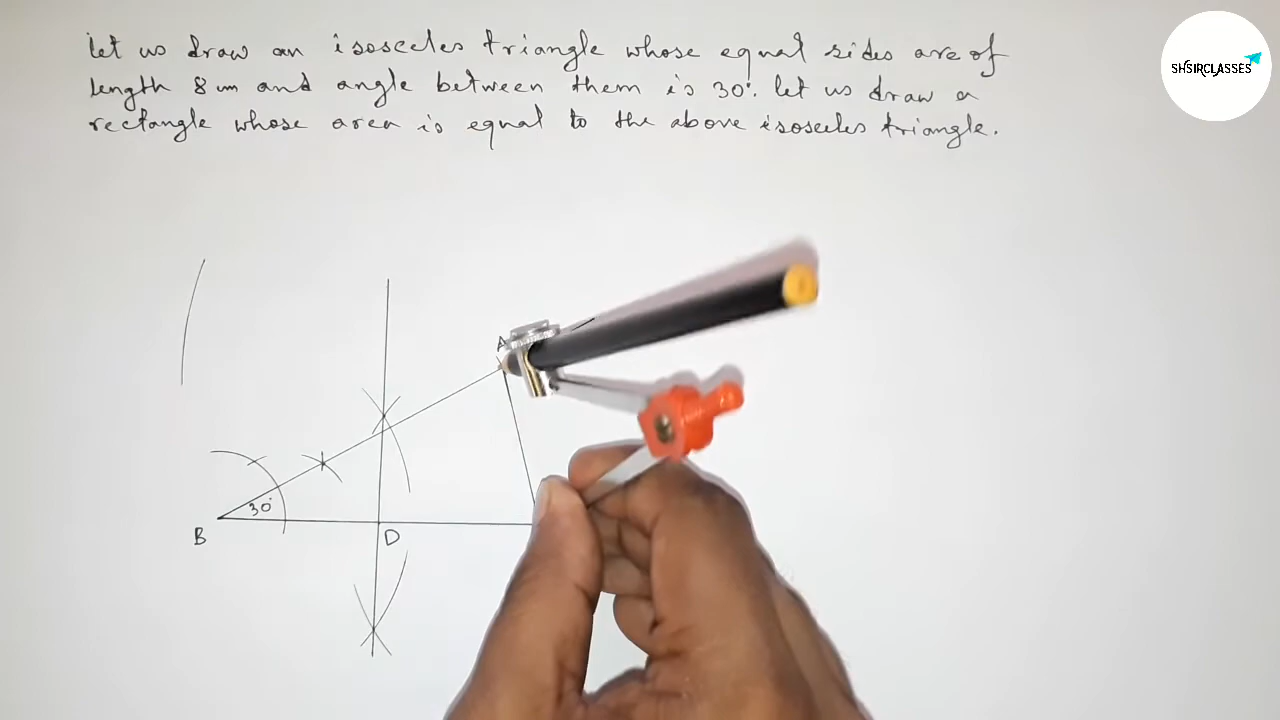 let us draw an isosceles triangle whose equal sides are of
length 8 cm and angle between them is 30°. let us draw a
rectangle whose area is equal to the above isosceles triangle.
SHSIRCLASSES
A
30°
B
D